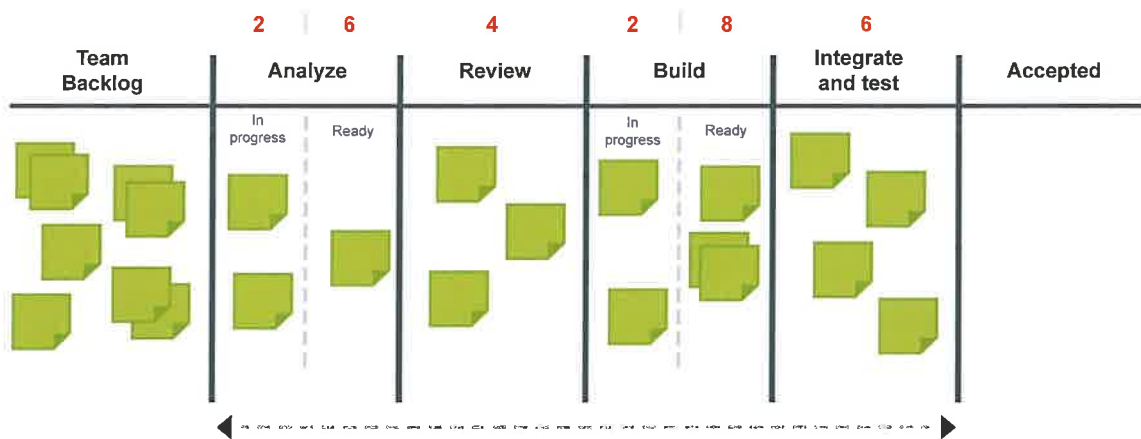 2 6 4 2 8 6
Team
Backlog
Analyze
Review
Build
Integrate
and test
Accepted
In
progress
Ready
In
progress
Ready